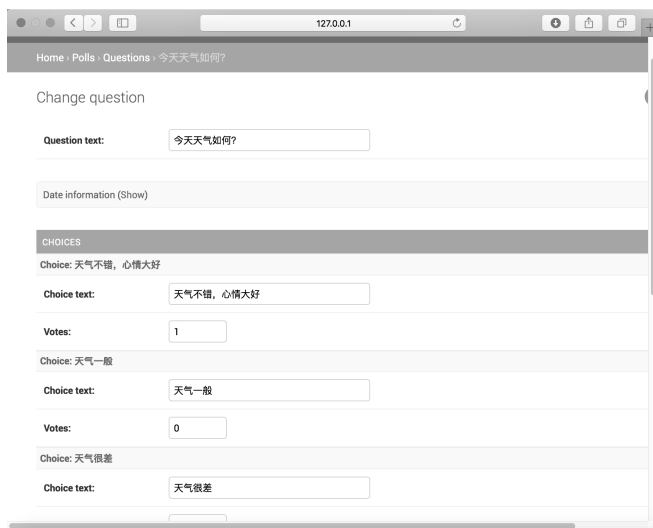 127.0.0.1
Home › Polls › Questions › 今天天气如何?
Change question
Question text: 今天天气如何?
Date information (Show)
CHOICES
Choice: 天气不错，心情大好
Choice text: 天气不错，心情大好
Votes: 1
Choice: 天气一般
Choice text: 天气一般
Votes: 0
Choice: 天气很差
Choice text: 天气很差